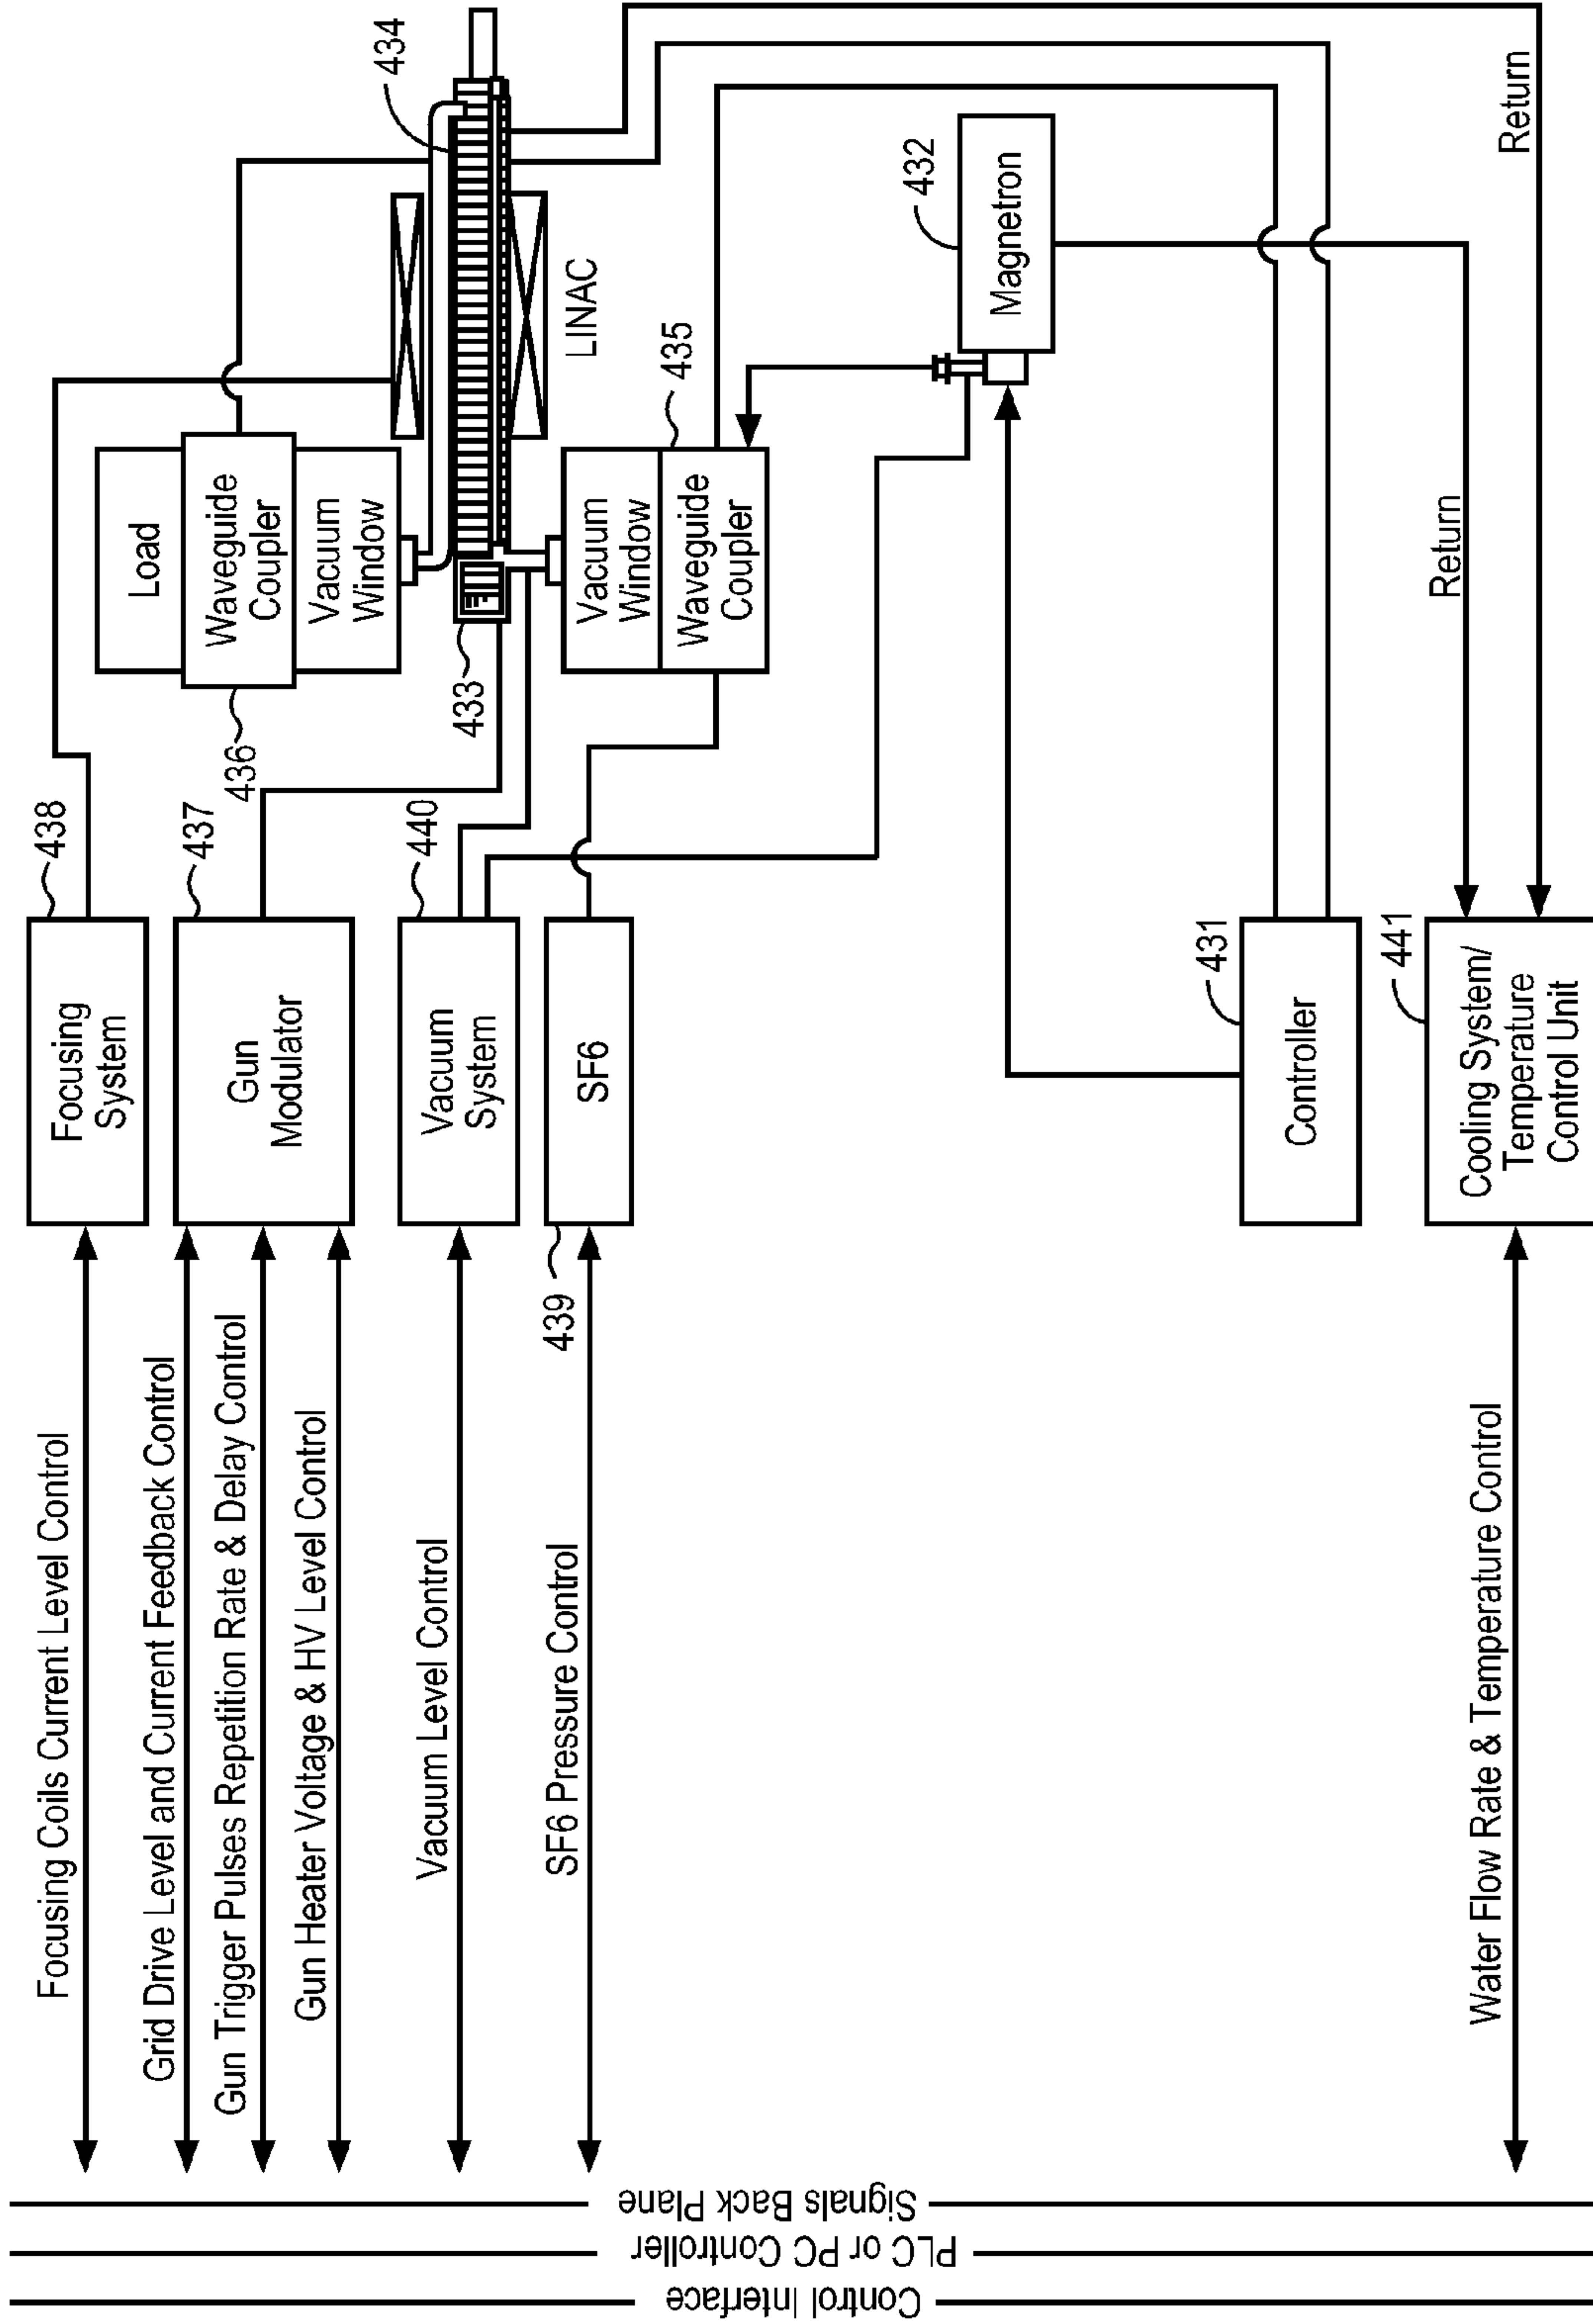 Control Interface
PLC or PC Controller
Signals Back Plane
Focusing Coils Current Level Control
Grid Drive Level and Current Feedback Control
Gun Trigger Pulses Repetition Rate & Delay Control
Gun Heater Voltage & HV Level Control
Vacuum Level Control
SF6 Pressure Control
Water Flow Rate & Temperature Control
438
Focusing
System
437
Gun
Modulator
440
Vacuum
System
439
SF6
431
Controller
441
Cooling System/
Temperature
Control Unit
Load
Waveguide
Coupler
436
Vacuum
Window
433
434
LINAC
Vacuum
Window
435
Waveguide
Coupler
432
Magnetron
Return
Return